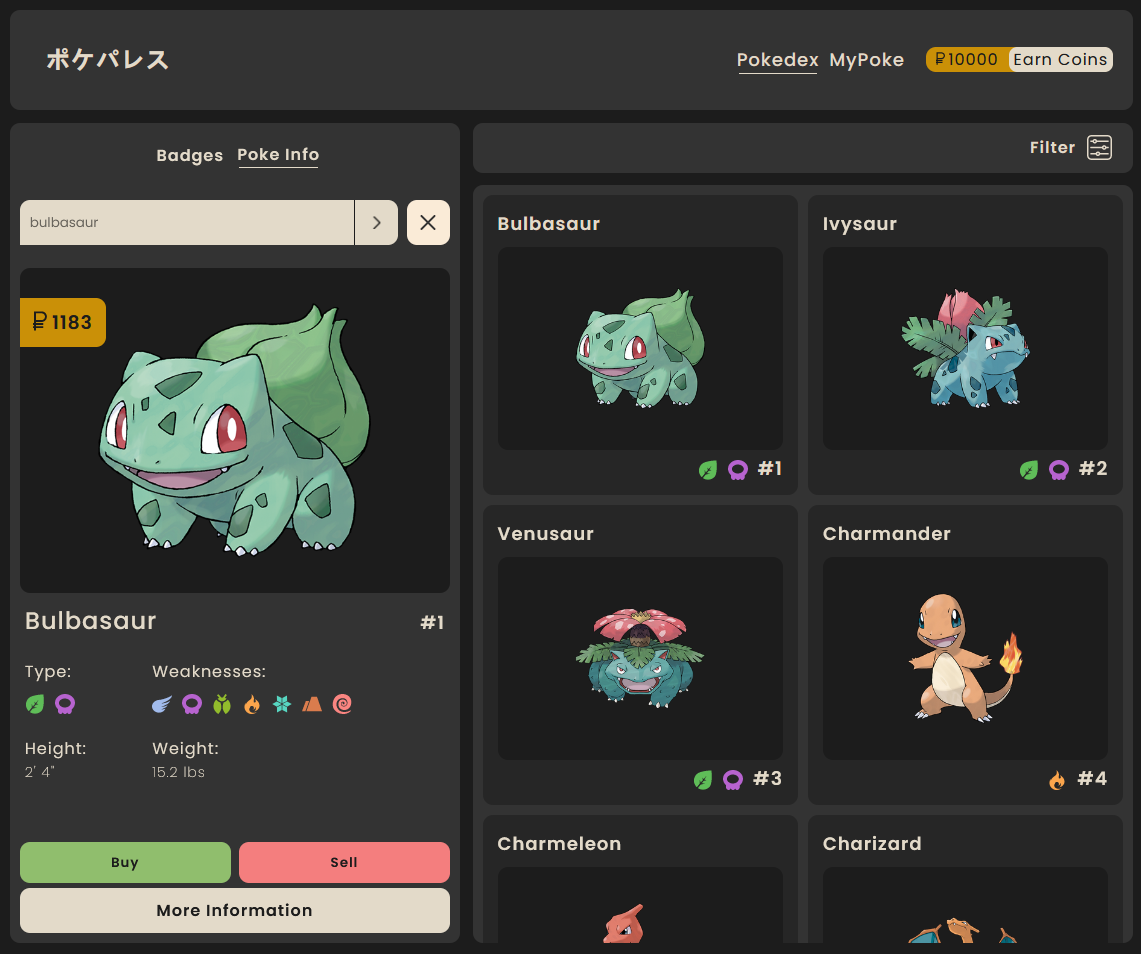 ポケパレス
Pokedex MyPoke ₽10000 Earn Coins
Badges Poke Info
bulbasaur
₽ 1183
Bulbasaur #1
Type: Weaknesses:
Height: Weight:
2' 4" 15.2 lbs
Buy Sell
More Information
Filter
Bulbasaur
#1
Ivysaur
#2
Venusaur
#3
Charmander
#4
Charmeleon
Charizard